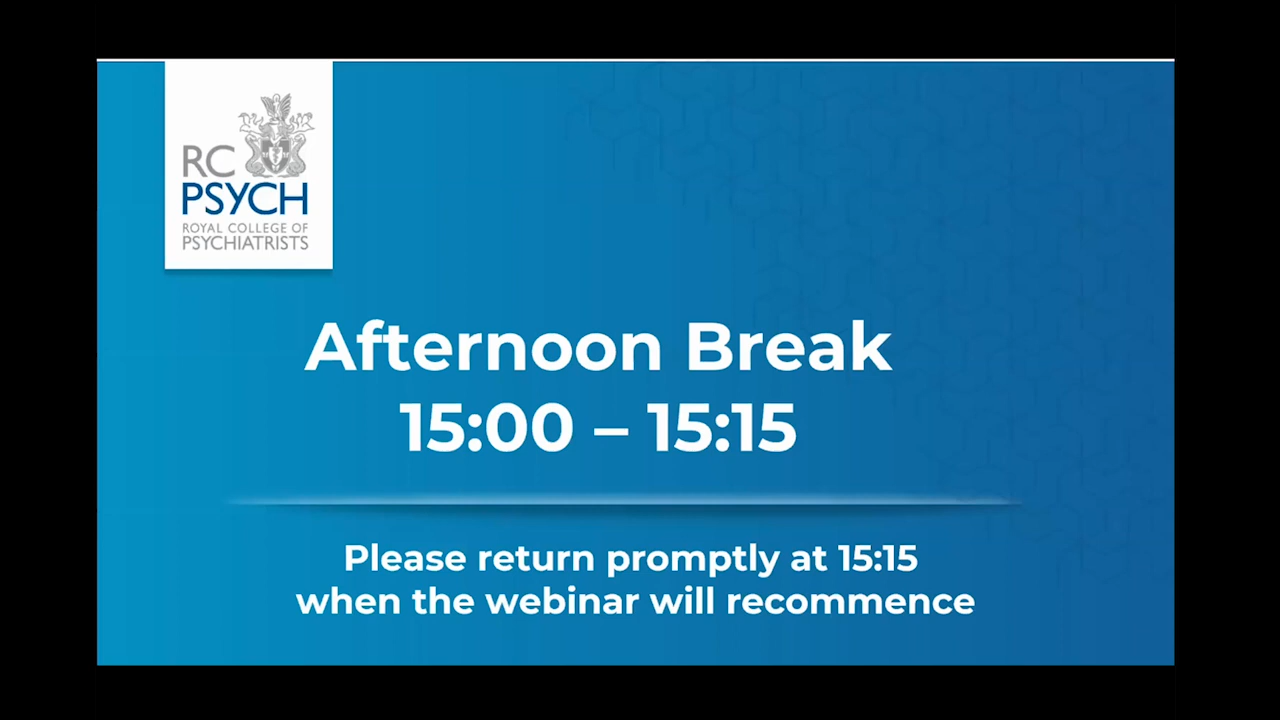 RC
PSYCH
ROYAL COLLEGE OF
PSYCHIATRISTS
Afternoon Break
15:00 – 15:15
Please return promptly at 15:15
when the webinar will recommence